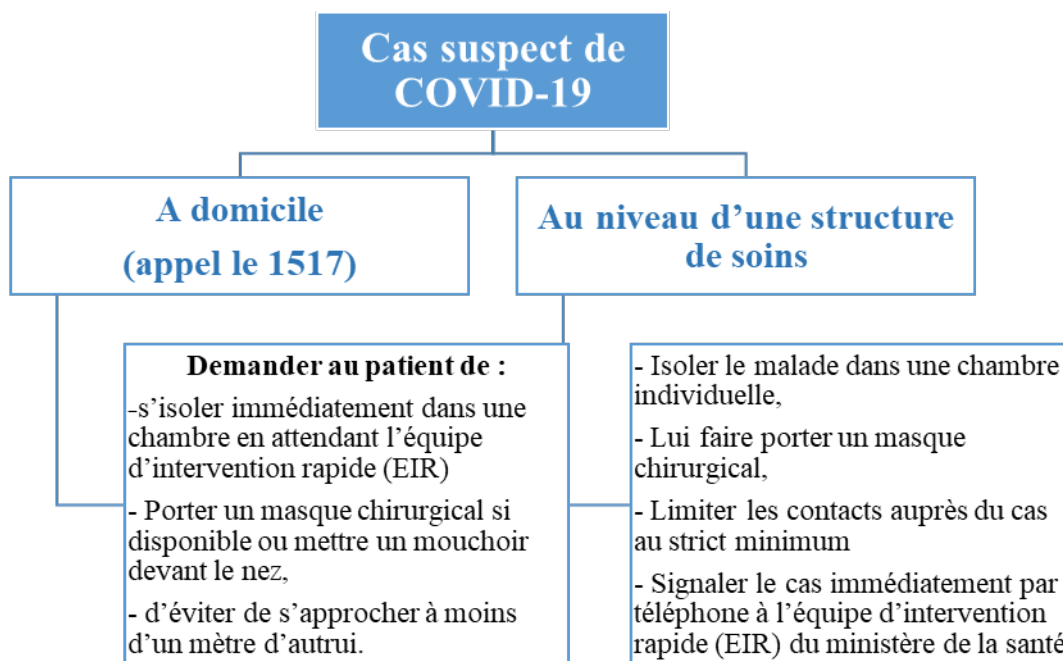 Cas suspect de
COVID-19
A domicile
(appel le 1517)
Au niveau d’une structure
de soins
Demander au patient de :
-s’isoler immédiatement dans une
chambre en attendant l’équipe
d’intervention rapide (EIR)
- Porter un masque chirurgical si
disponible ou mettre un mouchoir
devant le nez,
- d’éviter de s’approcher à moins
d’un mètre d’autrui.
- Isoler le malade dans une chambre
individuelle,
- Lui faire porter un masque
chirurgical,
- Limiter les contacts auprès du cas
au strict minimum
- Signaler le cas immédiatement par
téléphone à l’équipe d’intervention
rapide (EIR) du ministère de la santé